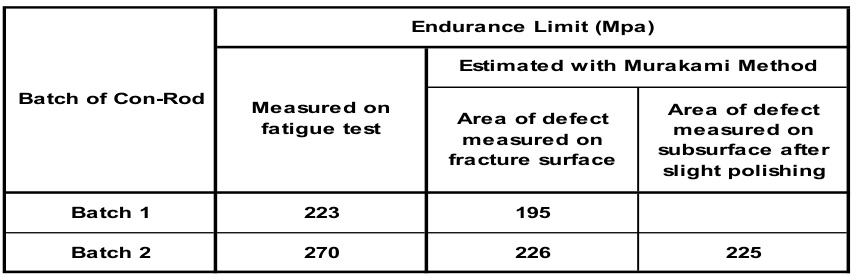 Endurance Limit (Mpa)
Batch of Con-Rod
Measured on
fatigue test
Estimated with Murakami Method
Area of defect
measured on
fracture surface
Area of defect
measured on
subsurface after
slight polishing
Batch 1 223 195
Batch 2 270 226 225